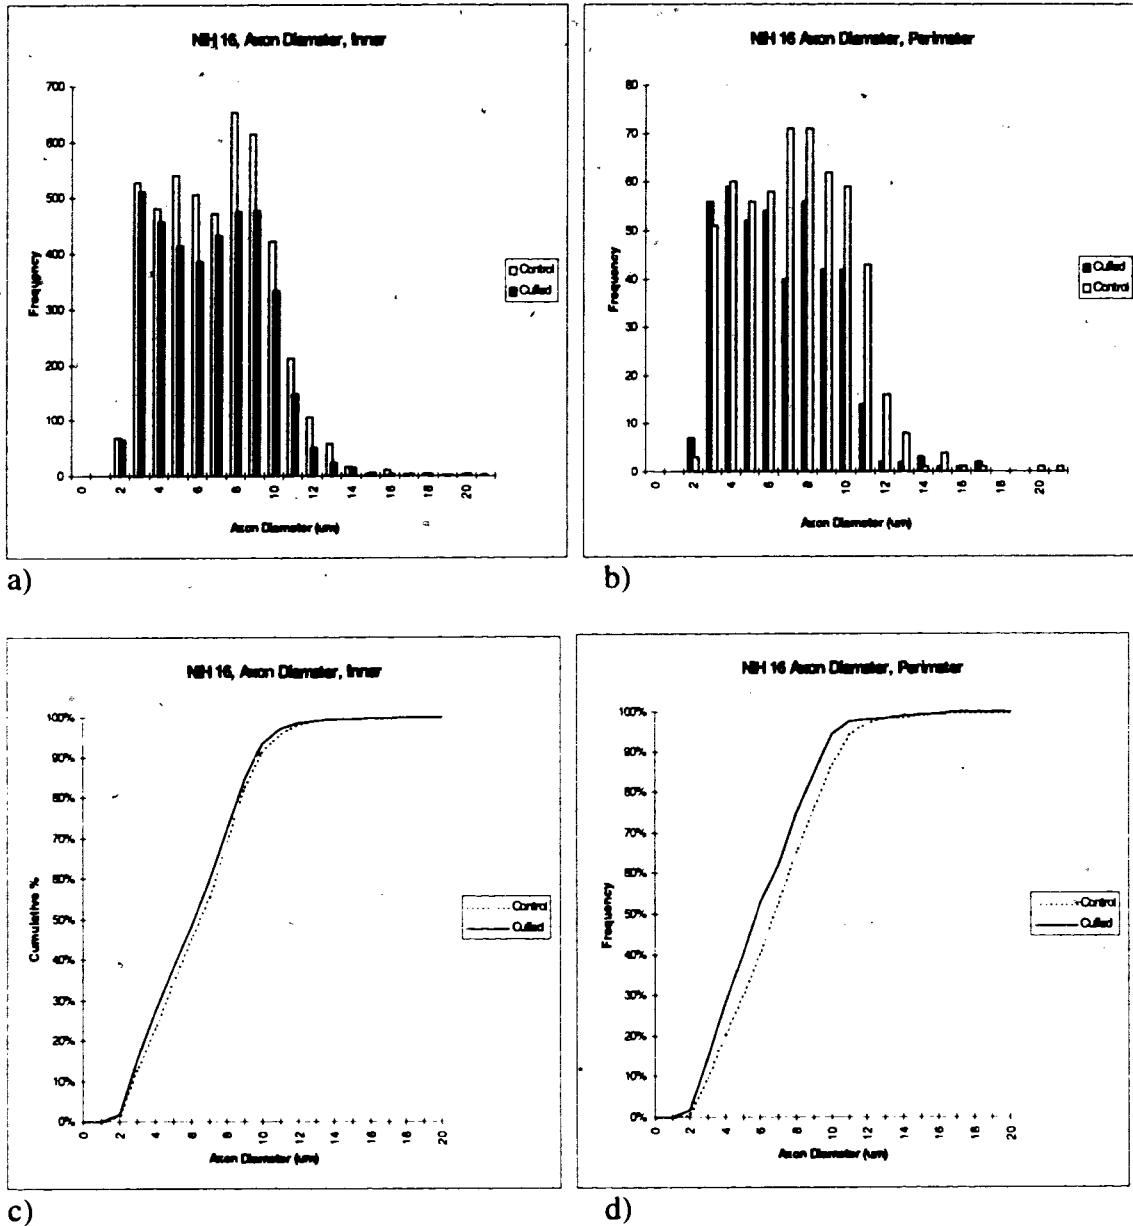 NIH 16, Axon Diameter, Inner
700
600
500
400
300
200
100
0
Frequency
0 2 4 6 8 10 12 14 16 18 20
Axon Diameter (um)
Control
Cuffed
a)
NIH 16 Axon Diameter, Perimeter
80
70
60
50
40
30
20
10
0
Frequency
0 2 4 6 8 10 12 14 16 18 20
Axon Diameter (um)
Cuffed
Control
b)
NIH 16, Axon Diameter, Inner
100%
90%
80%
70%
60%
50%
40%
30%
20%
10%
0%
Cumulative %
0 2 4 6 8 10 12 14 16 18 20
Axon Diameter (um)
Control
Cuffed
c)
NIH 16 Axon Diameter, Perimeter
100%
90%
80%
70%
60%
50%
40%
30%
20%
10%
0%
Frequency
0 2 4 6 8 10 12 14 16 18 20
Axon Diameter (um)
Control
Cuffed
d)